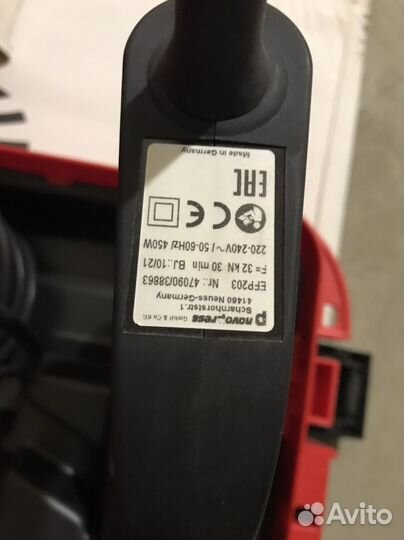 novopress
GmbH & Co.KG
Scharnhorststr.1
41460 Neuss-Germany
EFP203 Nr.: 47090/38863
F= 32 kN 30 min BJ.:10/21
220-240V~/ 50-60Hz/ 450W
CE
EAC
Made in Germany
Avito